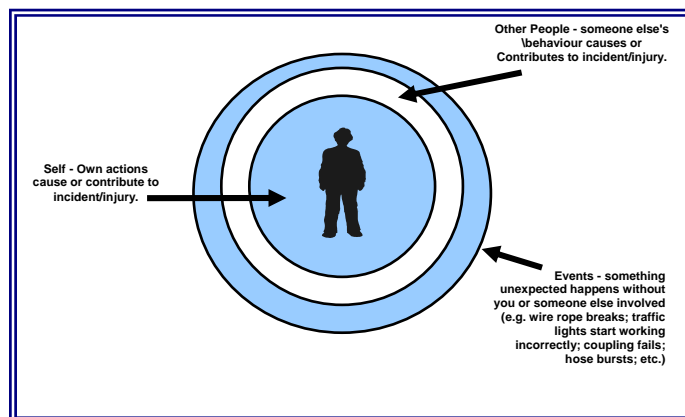 Other People - someone else's
\behaviour causes or
Contributes to incident/injury.
Self - Own actions
cause or contribute to
incident/injury.
Events - something
unexpected happens without
you or someone else involved
(e.g. wire rope breaks; traffic
lights start working
incorrectly; coupling fails;
hose bursts; etc.)